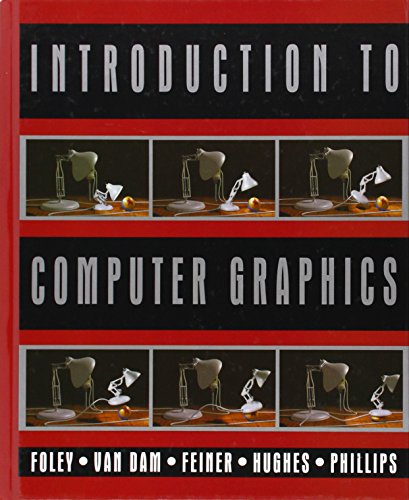 INTRODUCTION TO
COMPUTER GRAPHICS
FOLEY • VAN DAM • FEINER • HUGHES • PHILLIPS